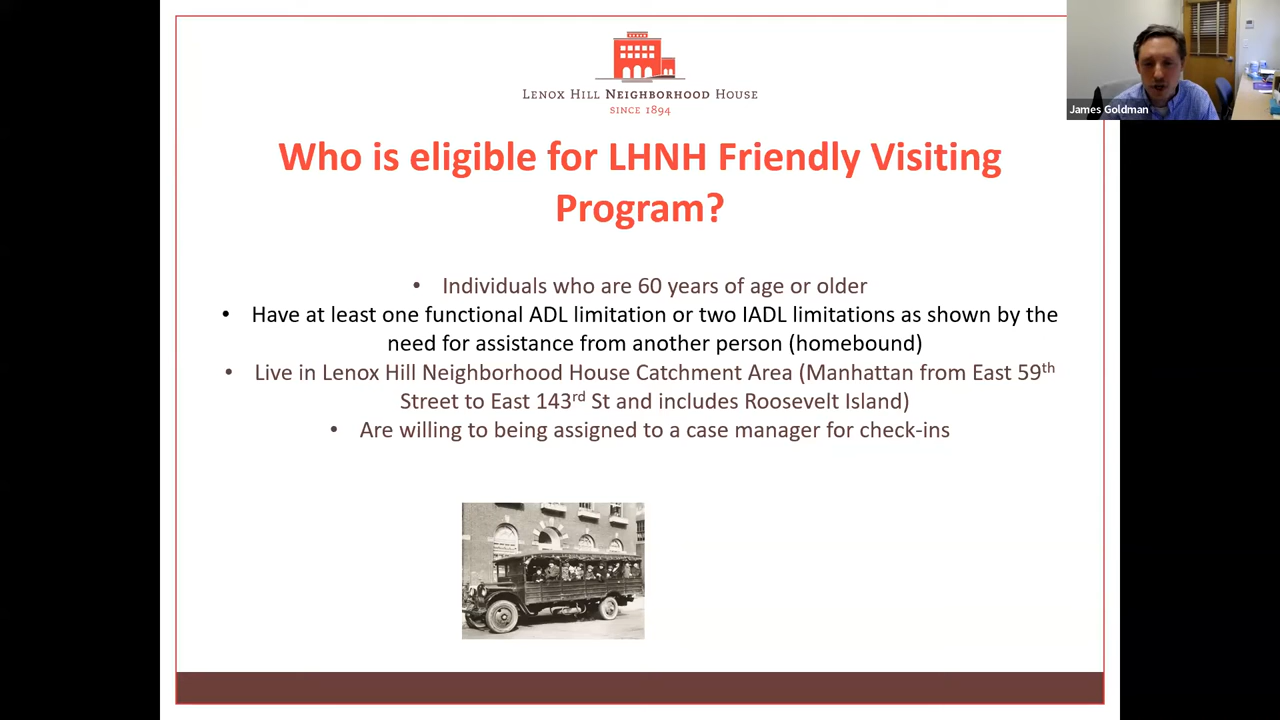 LENOX HILL NEIGHBORHOOD HOUSE
SINCE 1894
James Goldman
Who is eligible for LHNH Friendly Visiting
Program?
• Individuals who are 60 years of age or older
• Have at least one functional ADL limitation or two IADL limitations as shown by the
need for assistance from another person (homebound)
• Live in Lenox Hill Neighborhood House Catchment Area (Manhattan from East 59th
Street to East 143rd St and includes Roosevelt Island)
• Are willing to being assigned to a case manager for check-ins